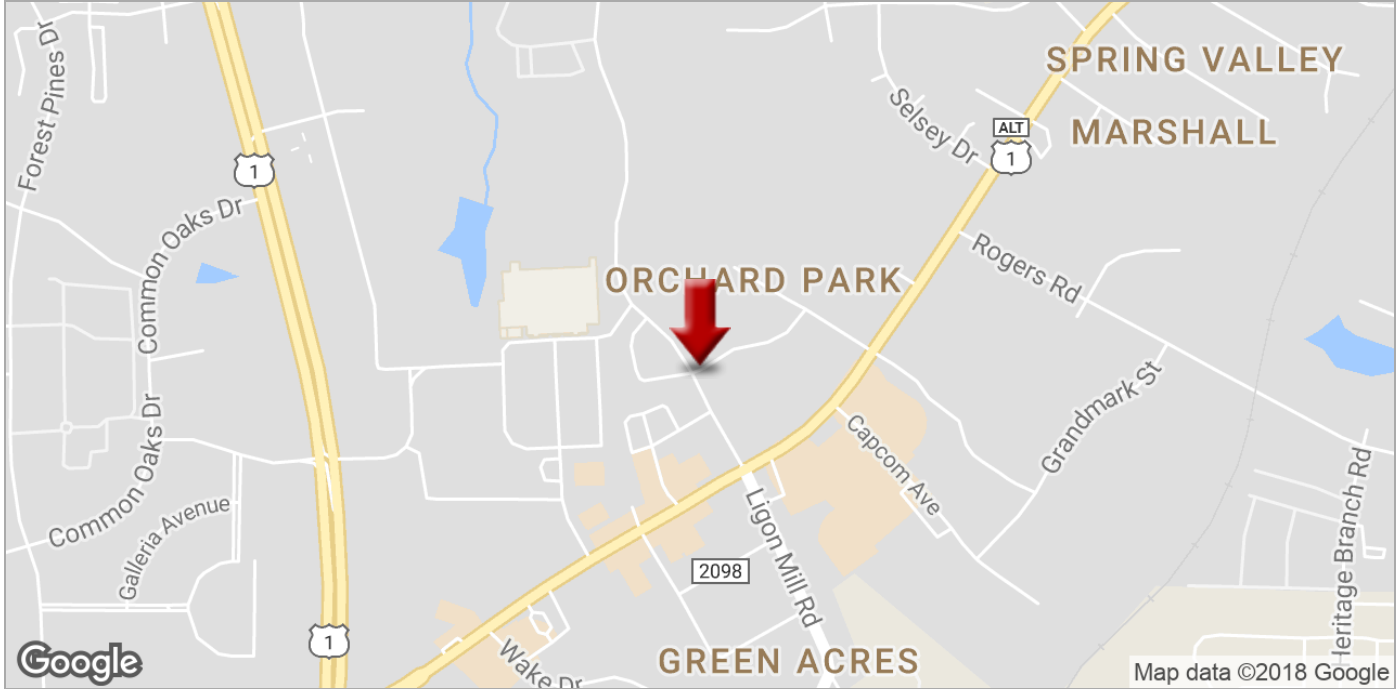 Forest Pines Dr
SPRING VALLEY
Selsey Dr
ALT
1
MARSHALL
1
Common Oaks Dr
Rogers Rd
ORCHARD PARK
Common Oaks Dr
Grandmark St
Capcom Ave
Galleria Avenue
Ligon Mill Rd
Heritage Branch Rd
2098
1
Wake Dr
GREEN ACRES
Google
Map data ©2018 Google